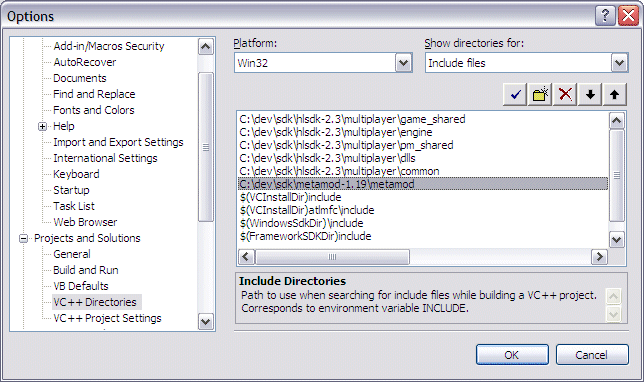 Options
Add-in/Macros Security
AutoRecover
Documents
Find and Replace
Fonts and Colors
Help
Import and Export Settings
International Settings
Keyboard
Startup
Task List
Web Browser
Projects and Solutions
General
Build and Run
VB Defaults
VC++ Directories
VC++ Project Settings
Platform:
Win32
Show directories for:
Include files
C:\dev\sdk\hlsdk-2.3\multiplayer\game_shared
C:\dev\sdk\hlsdk-2.3\multiplayer\engine
C:\dev\sdk\hlsdk-2.3\multiplayer\pm_shared
C:\dev\sdk\hlsdk-2.3\multiplayer\dlls
C:\dev\sdk\hlsdk-2.3\multiplayer\common
C:\dev\sdk\metamod-1.19\metamod
$(VCInstallDir)include
$(VCInstallDir)atlmfc\include
$(WindowsSdkDir)\include
$(FrameworkSDKDir)include
Include Directories
Path to use when searching for include files while building a VC++ project.
Corresponds to environment variable INCLUDE.
OK
Cancel